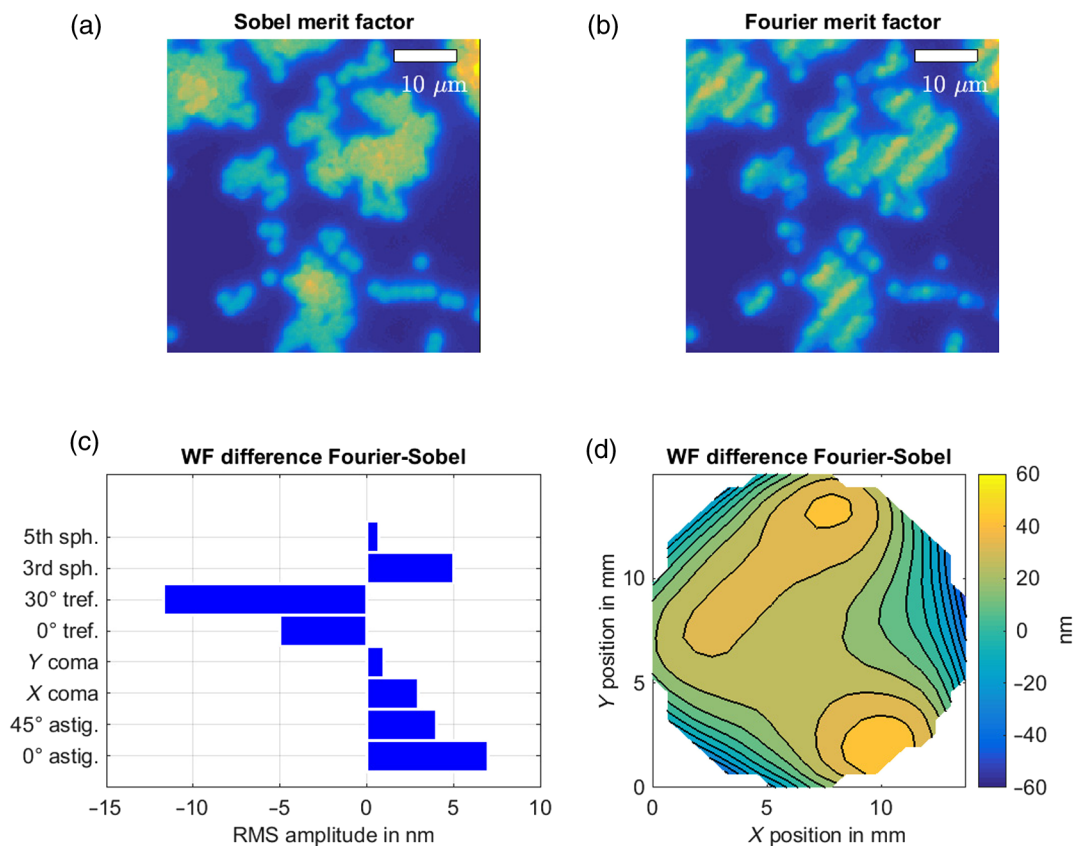 (a)
Sobel merit factor
10 μm
(b)
Fourier merit factor
10 μm
(c)
WF difference Fourier-Sobel
5th sph.
3rd sph.
30° tref.
0° tref.
Y coma
X coma
45° astig.
0° astig.
−15 −10 −5 0 5 10
RMS amplitude in nm
(d)
WF difference Fourier-Sobel
Y position in mm
10
5
0
0 5 10
X position in mm
60
40
20
0
−20
−40
−60
nm